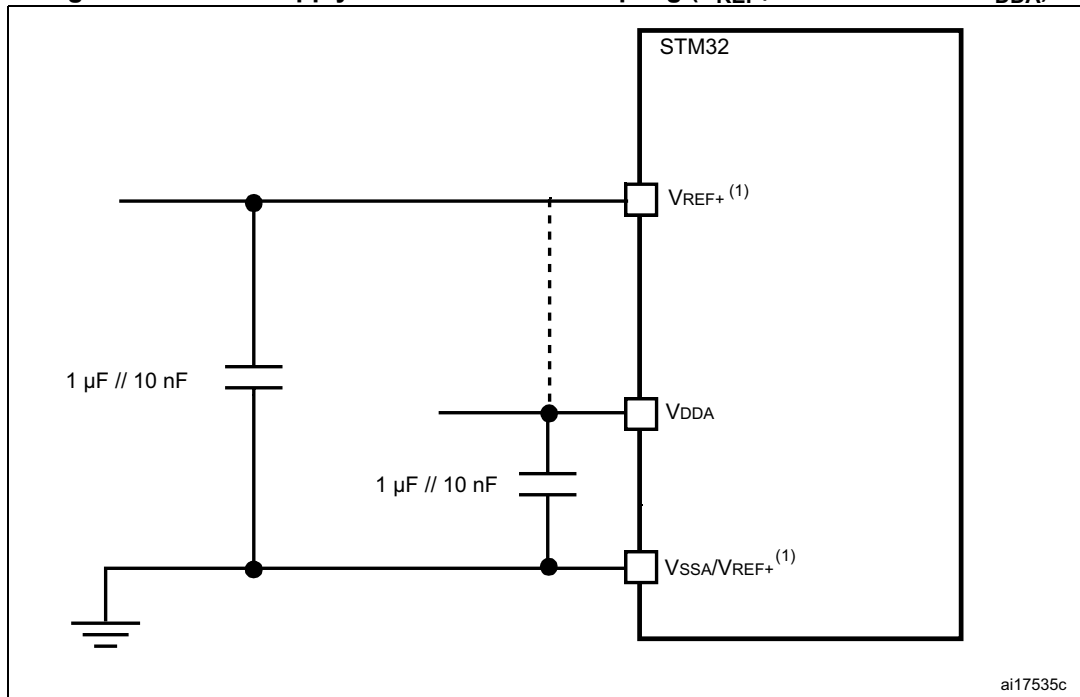 STM32
VREF+ (1)
1 µF // 10 nF
VDDA
1 µF // 10 nF
VSSA/VREF+ (1)
ai17535c